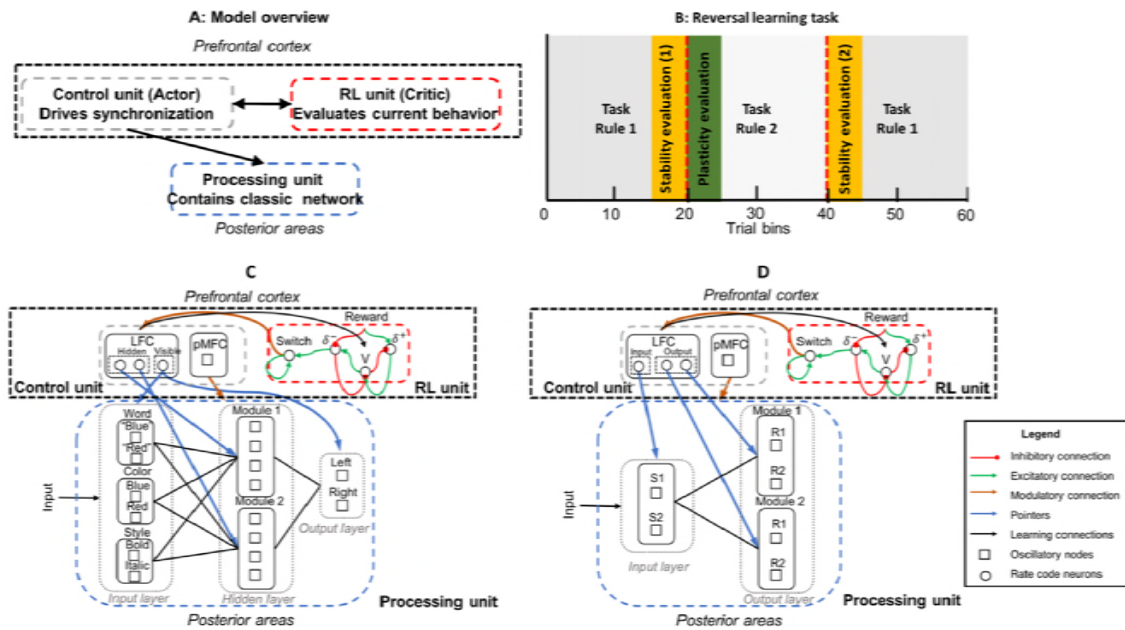 A: Model overview
Prefrontal cortex
Control unit (Actor)
Drives synchronization
RL unit (Critic)
Evaluates current behavior
Processing unit
Contains classic network
Posterior areas
B: Reversal learning task
Task
Rule 1
Stability evaluation (1)
Plasticity evaluation
Task
Rule 2
Stability evaluation (2)
Task
Rule 1
0 10 20 30 40 50 60
Trial bins
C
Prefrontal cortex
LFC
Hidden Visible
pMFC
Switch
Reward
δ⁻
δ⁺
V
Control unit
RL unit
Word
"Blue"
"Red"
Color
Blue
Red
Style
Bold
Italic
Input
Input layer
Module 1
Module 2
Hidden layer
Left
Right
Output layer
Processing unit
Posterior areas
D
Prefrontal cortex
LFC
Input Output
pMFC
Switch
Reward
δ⁻
δ⁺
V
Control unit
RL unit
Input
S1
S2
Input layer
Module 1
R1
R2
Module 2
R1
R2
Output layer
Processing unit
Posterior areas
Legend
Inhibitory connection
Excitatory connection
Modulatory connection
Pointers
Learning connections
Oscillatory nodes
Rate code neurons